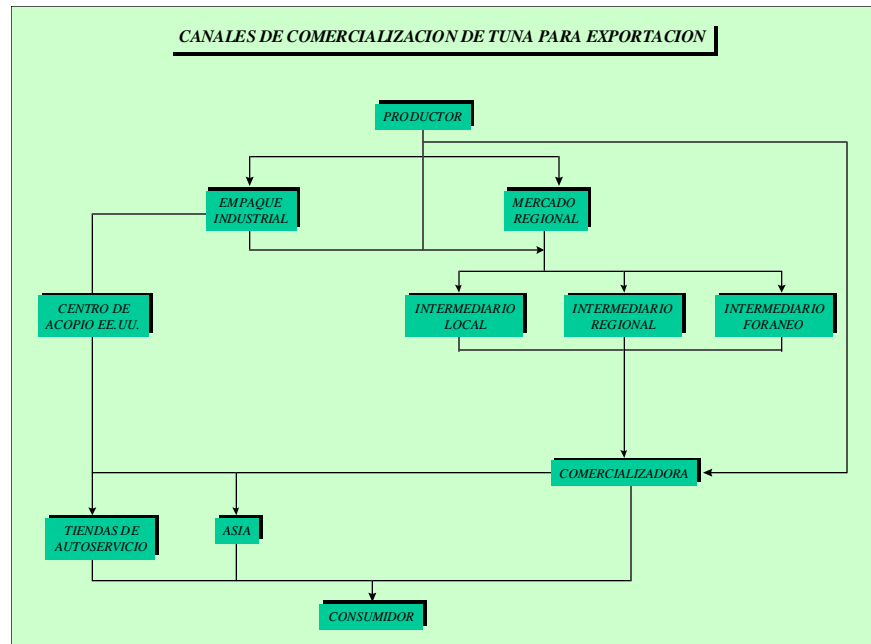 CANALES DE COMERCIALIZACION DE TUNA PARA EXPORTACION
PRODUCTOR
EMPAQUE
INDUSTRIAL
MERCADO
REGIONAL
CENTRO DE
ACOPIO EE.UU.
INTERMEDIARIO
LOCAL
INTERMEDIARIO
REGIONAL
INTERMEDIARIO
FORANEO
COMERCIALIZADORA
TIENDAS DE
AUTOSERVICIO
ASIA
CONSUMIDOR